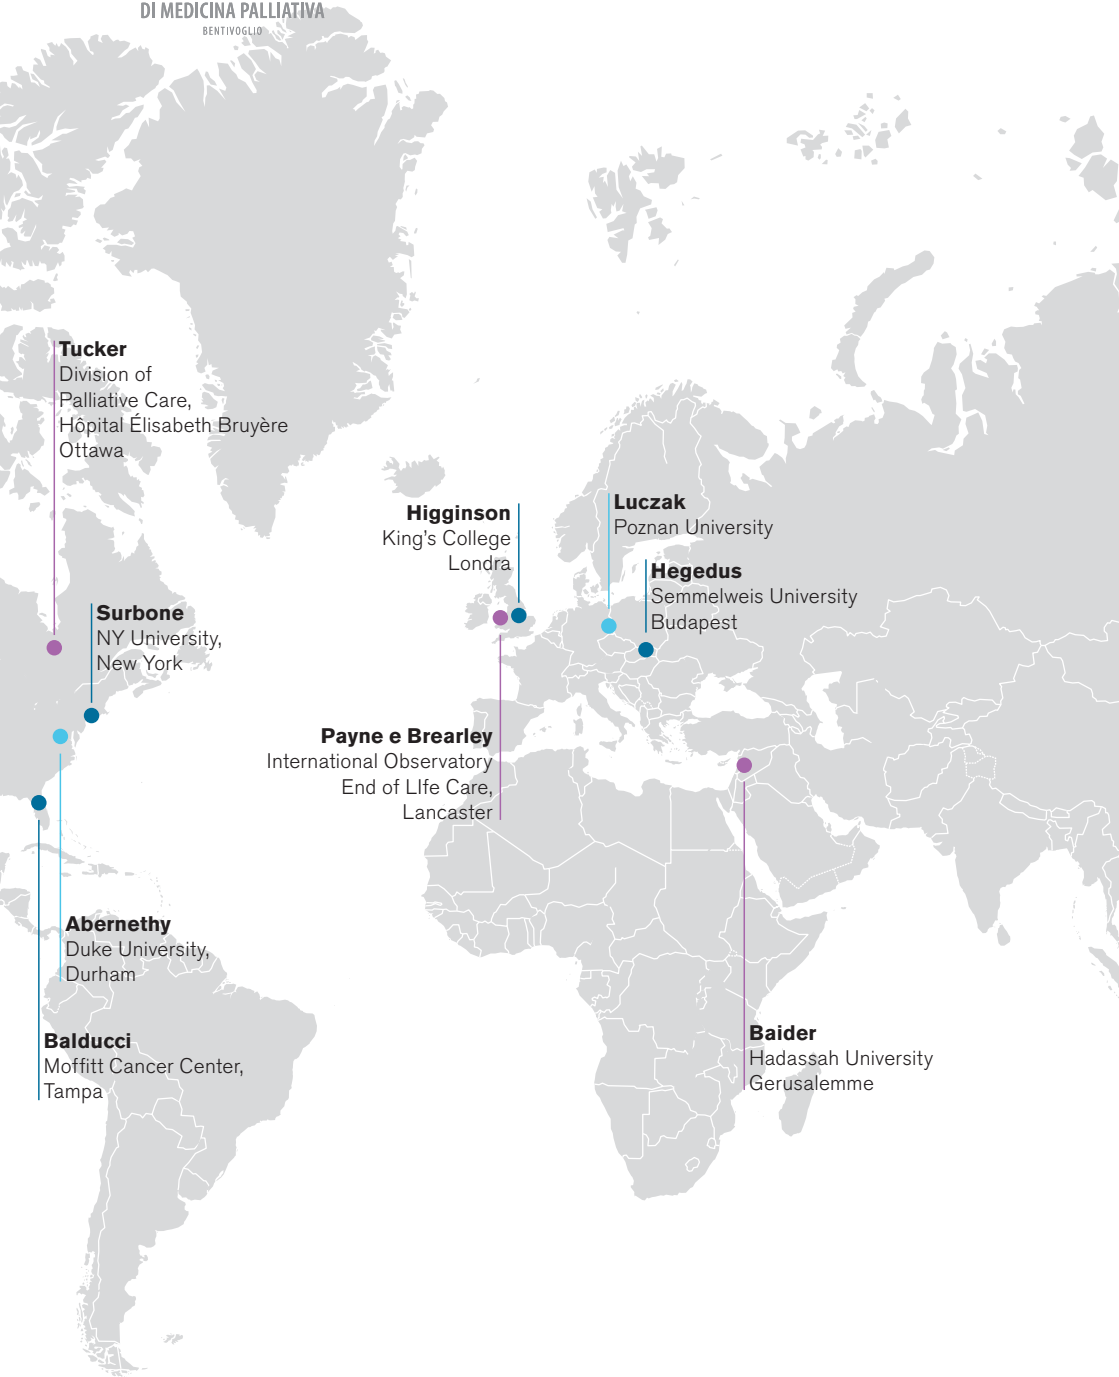 DI MEDICINA PALLIATIVA
BENTIVOGLIO
Tucker
Division of
Palliative Care,
Hôpital Élisabeth Bruyère
Ottawa
Higginson
King's College
Londra
Luczak
Poznan University
Hegedus
Semmelweis University
Budapest
Surbone
NY University,
New York
Payne e Brearley
International Observatory
End of LIfe Care,
Lancaster
Abernethy
Duke University,
Durham
Balducci
Moffitt Cancer Center,
Tampa
Baider
Hadassah University
Gerusalemme